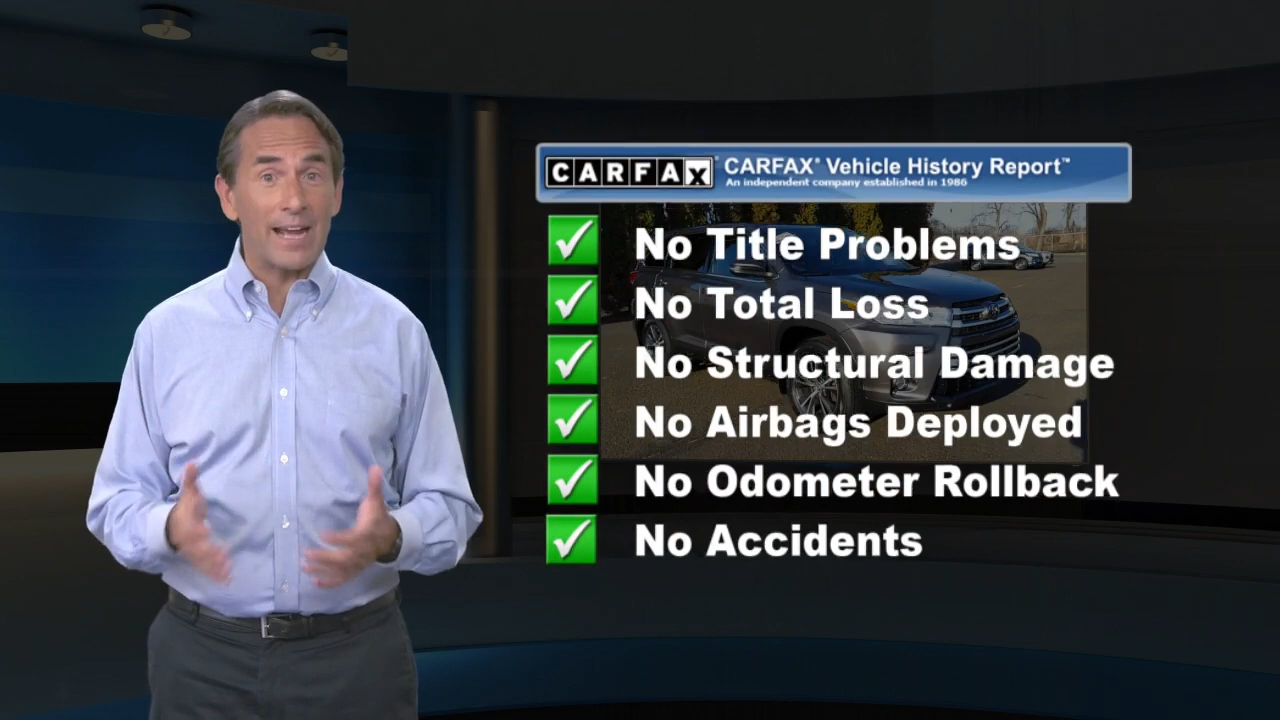 CARFAX
CARFAX® Vehicle History Report™
An independent company established in 1986
No Title Problems
No Total Loss
No Structural Damage
No Airbags Deployed
No Odometer Rollback
No Accidents